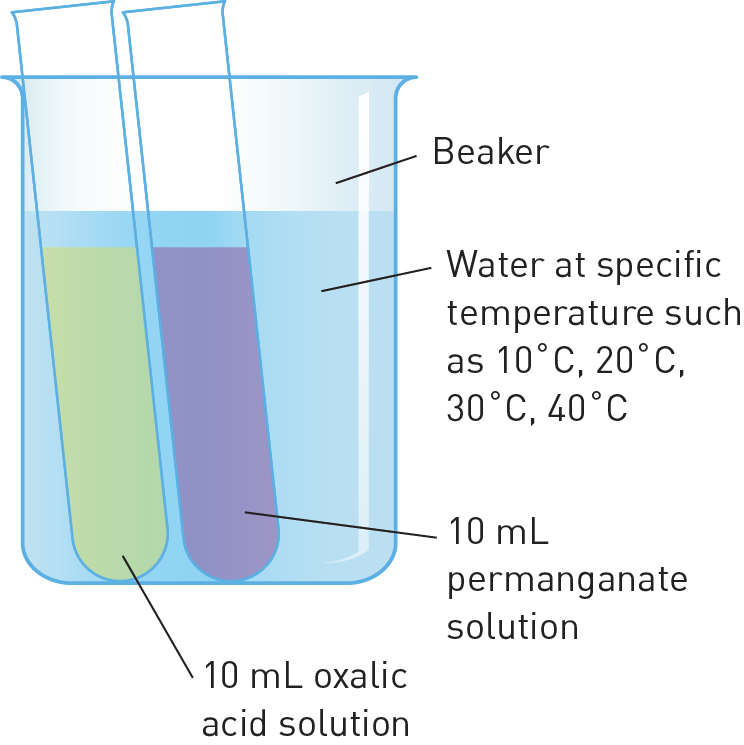 Beaker
Water at specific
temperature such
as 10˚C, 20˚C,
30˚C, 40˚C
10 mL
permanganate
solution
10 mL oxalic
acid solution